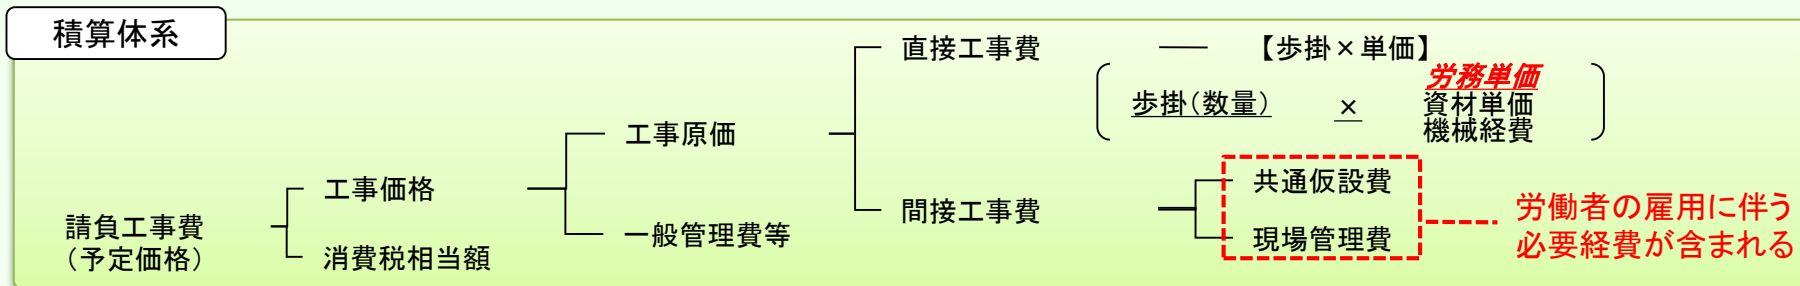 積算体系
直接工事費
【歩掛×単価】
労務単価
歩掛(数量)
×
資材単価
機械経費
工事原価
工事価格
共通仮設費
間接工事費
現場管理費
労働者の雇用に伴う
必要経費が含まれる
請負工事費
(予定価格)
一般管理費等
消費税相当額